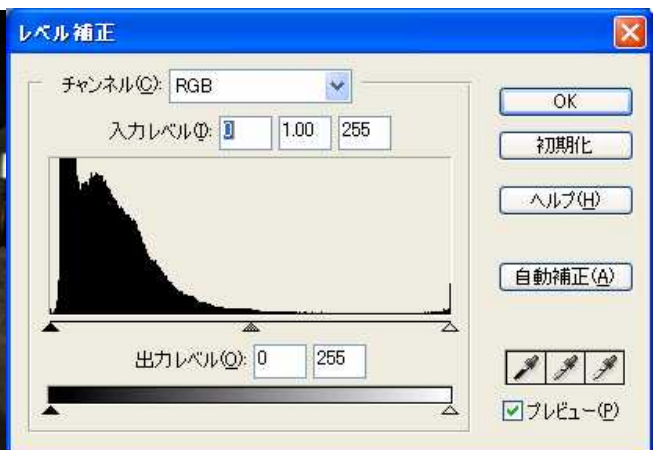 レベル補正
チャンネル(C): RGB
入力レベル(I): 0 1.00 255
出力レベル(O): 0 255
OK
初期化
ヘルプ(H)
自動補正(A)
プレビュー(P)